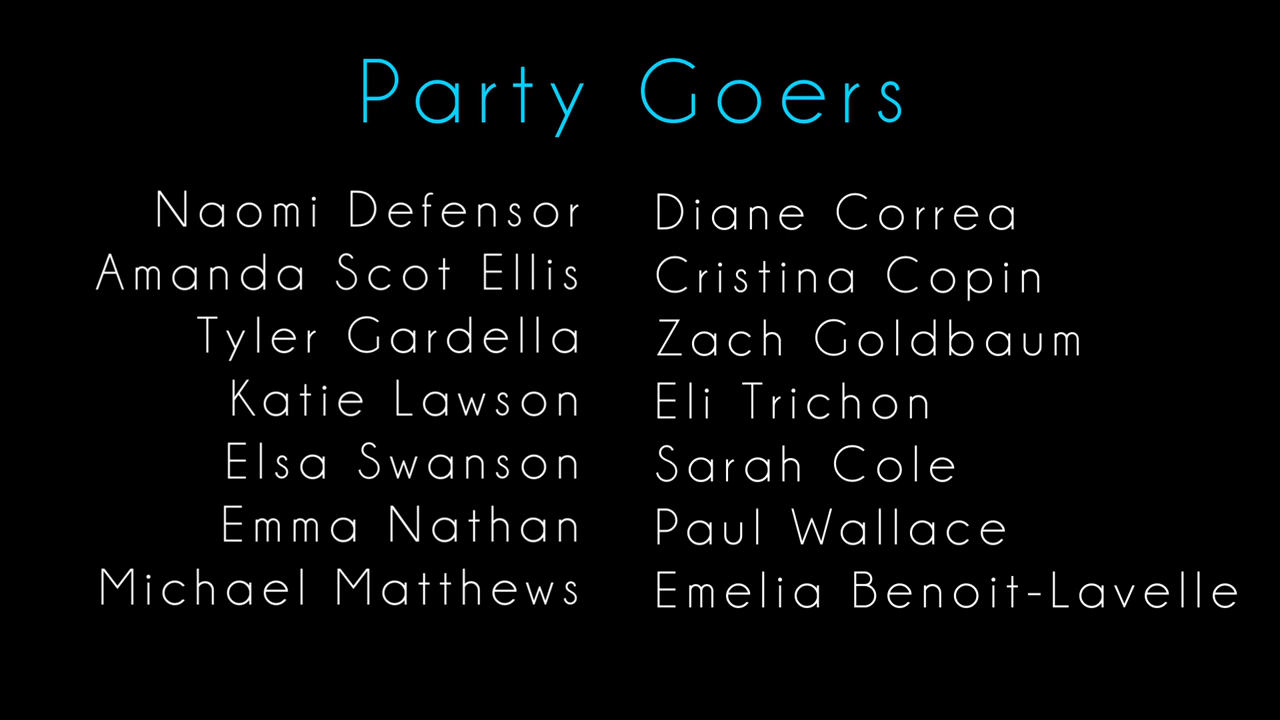 Party Goers
Naomi Defensor
Amanda Scot Ellis
Tyler Gardella
Katie Lawson
Elsa Swanson
Emma Nathan
Michael Matthews
Diane Correa
Cristina Copin
Zach Goldbaum
Eli Trichon
Sarah Cole
Paul Wallace
Emelia Benoit-Lavelle